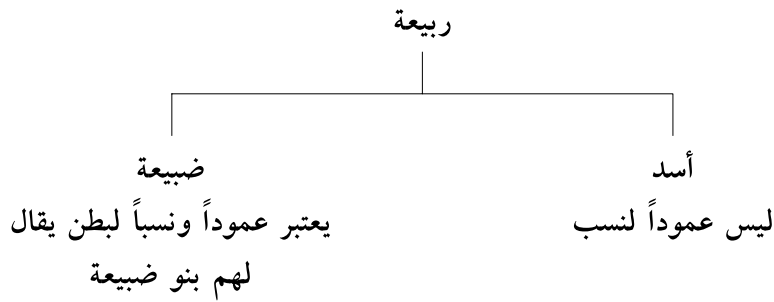 ربيعة
أسد
ضبيعة
ليس عموداً لنسب
يعتبر عموداً ونسباً لبطن يقال
لهم بنو ضبيعة